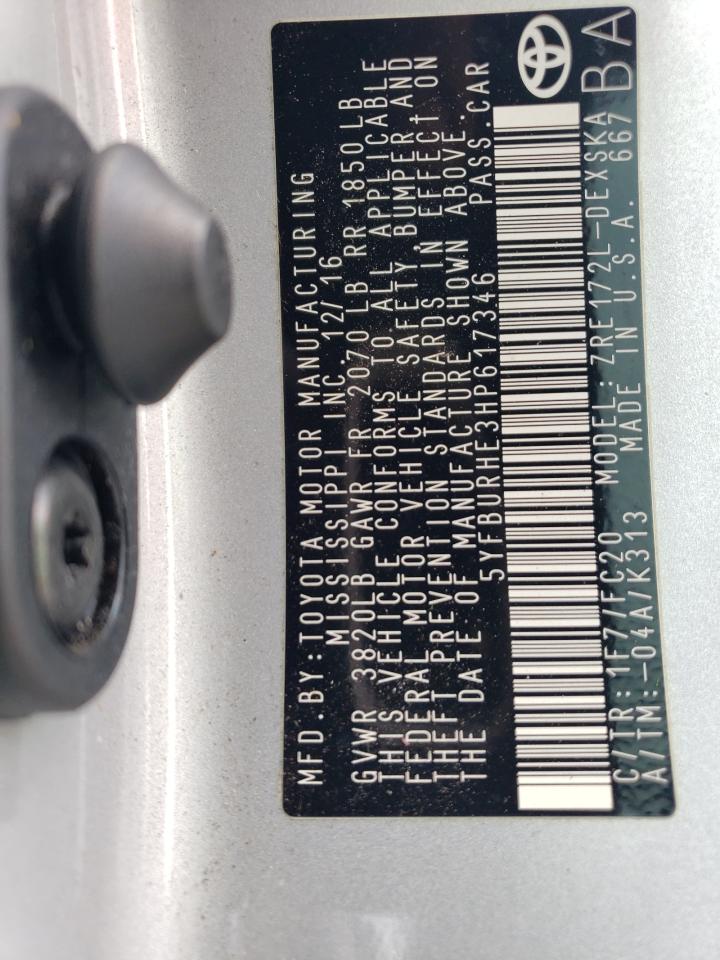 MFD.BY:TOYOTA MOTOR MANUFACTURING
MISSISSIPPI INC 12/16
GVWR 3820LB GAWR FR 2070 LB RR 1850LB
THIS VEHICLE CONFORMS TO ALL APPLICABLE
FEDERAL MOTOR VEHICLE SAFETY, BUMPER, AND
THEFT PREVENTION STANDARDS IN EFFECT ON
THE DATE OF MANUFACTURE SHOWN ABOVE.
5YFBURHE3HP617346 PASS.CAR
C/TR: 1F7/FC20 MODEL: ZRE172L-DEXSKA
A/TM:-04A/K313 MADE IN U.S.A. 667
BA